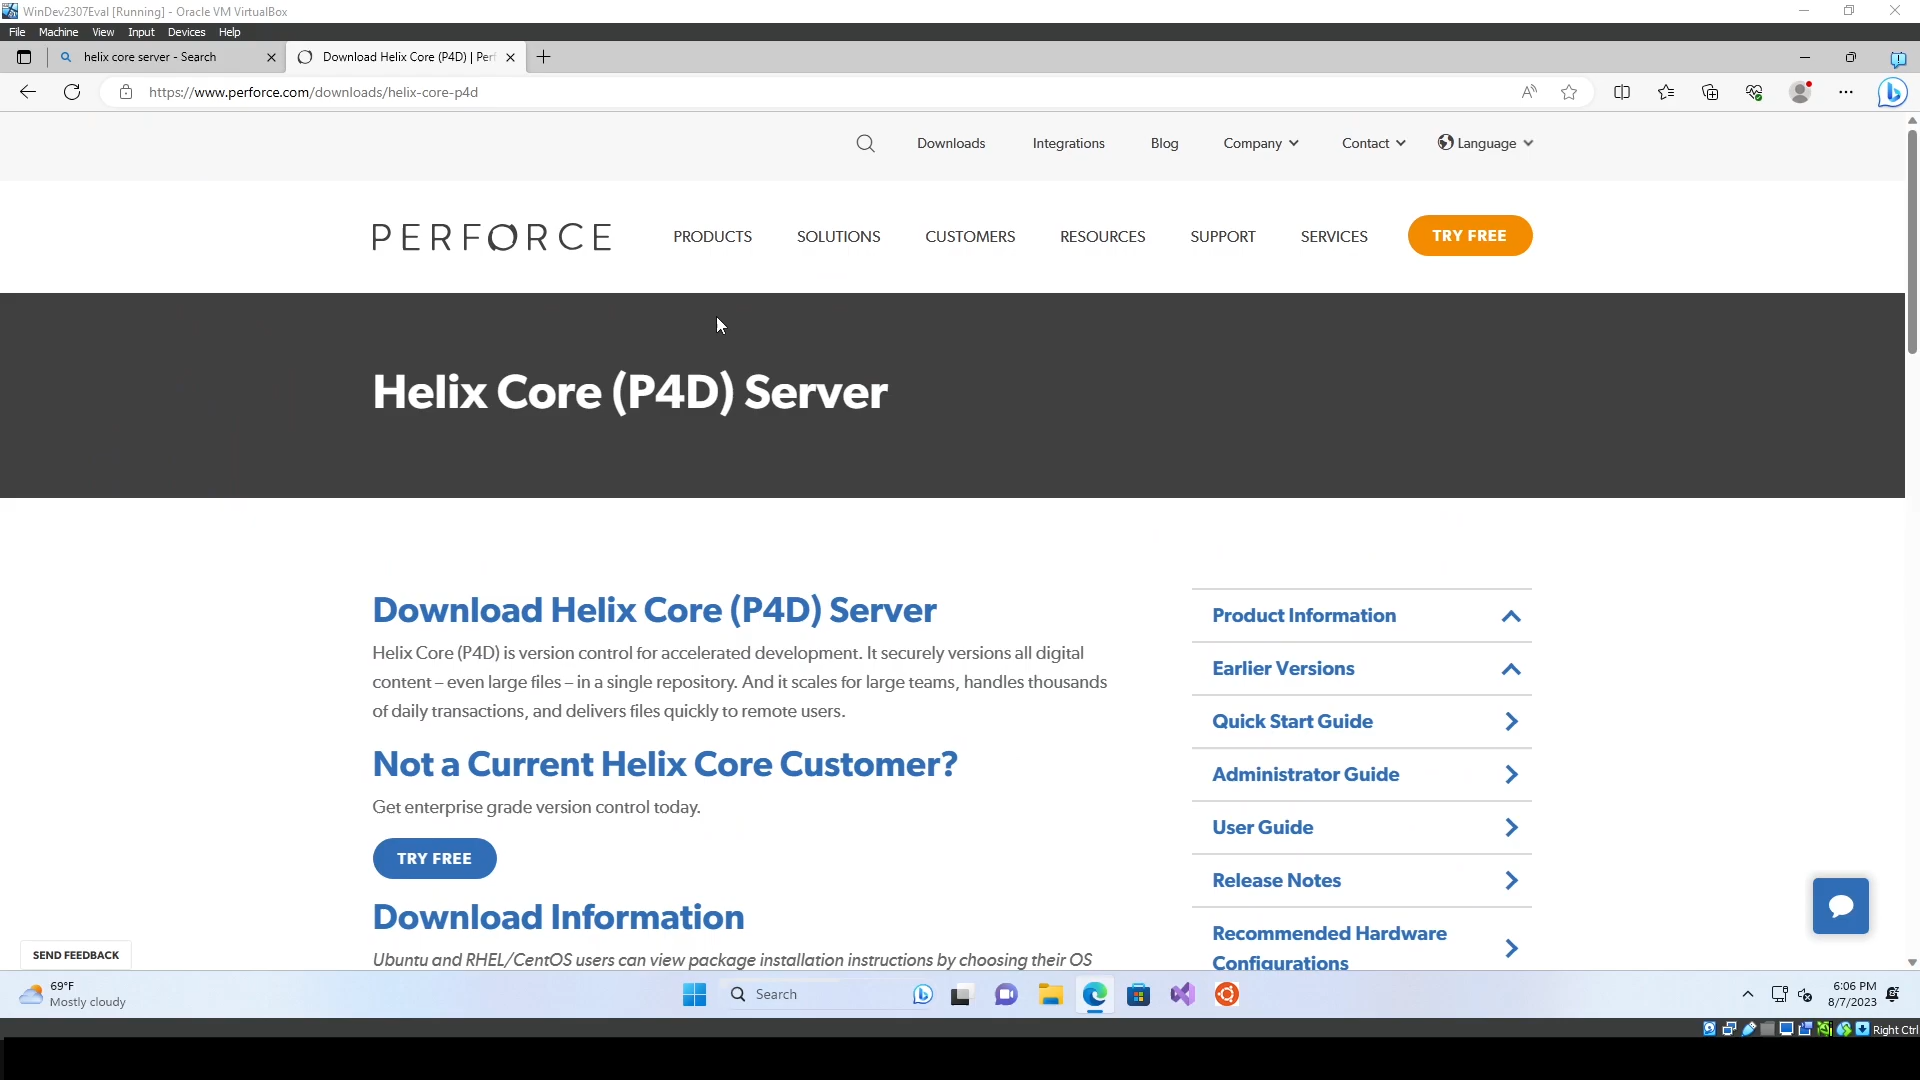 WinDev2307Eval [Running] - Oracle VM VirtualBox
File Machine View Input Devices Help
helix core server - Search
Download Helix Core (P4D) | Perf
https://www.perforce.com/downloads/helix-core-p4d
Downloads Integrations Blog Company Contact Language
PERFORCE PRODUCTS SOLUTIONS CUSTOMERS RESOURCES SUPPORT SERVICES TRY FREE
Helix Core (P4D) Server
Download Helix Core (P4D) Server
Helix Core (P4D) is version control for accelerated development. It securely versions all digital
content – even large files – in a single repository. And it scales for large teams, handles thousands
of daily transactions, and delivers files quickly to remote users.
Not a Current Helix Core Customer?
Get enterprise grade version control today.
TRY FREE
Download Information
Ubuntu and RHEL/CentOS users can view package installation instructions by choosing their OS
Product Information
Earlier Versions
Quick Start Guide
Administrator Guide
User Guide
Release Notes
Recommended Hardware
Configurations
SEND FEEDBACK
69°F
Mostly cloudy
Search
6:06 PM
8/7/2023
Right Ctrl